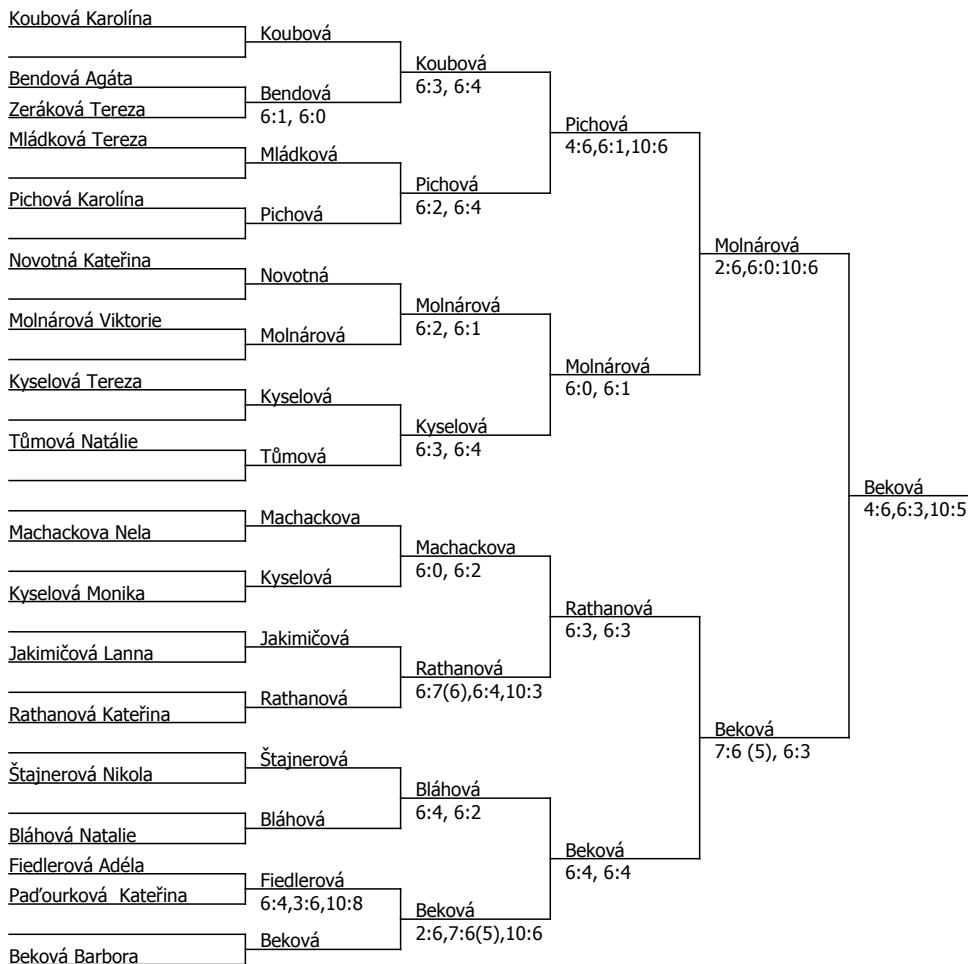 Koubová Karolína
Bendová Agáta
Zeráková Tereza
Mládková Tereza
Pichová Karolína
Novotná Kateřina
Molnárová Viktorie
Kyselová Tereza
Tůmová Natálie
Machackova Nela
Kyselová Monika
Jakimičová Lanna
Rathanová Kateřina
Štajnerová Nikola
Bláhová Natalie
Fiedlerová Adéla
Paďourková Kateřina
Beková Barbora
Koubová
Bendová
6:1, 6:0
Mládková
Pichová
Novotná
Molnárová
Kyselová
Tůmová
Machackova
Kyselová
Jakimičová
Rathanová
Štajnerová
Bláhová
Fiedlerová
6:4,3:6,10:8
Beková
Koubová
6:3, 6:4
Pichová
6:2, 6:4
Molnárová
6:2, 6:1
Kyselová
6:3, 6:4
Machackova
6:0, 6:2
Rathanová
6:7(6),6:4,10:3
Bláhová
6:4, 6:2
Beková
2:6,7:6(5),10:6
Pichová
4:6,6:1,10:6
Molnárová
6:0, 6:1
Rathanová
6:3, 6:3
Beková
6:4, 6:4
Molnárová
2:6,6:0:10:6
Beková
7:6 (5), 6:3
Beková
4:6,6:3,10:5